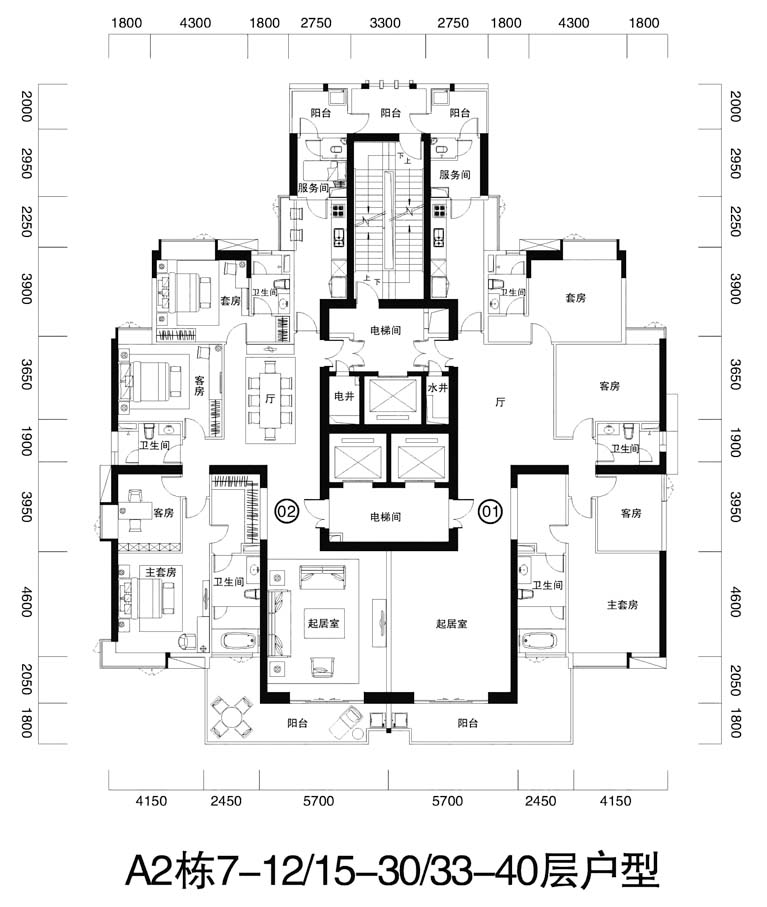 1800 4300 1800 2750 3300 2750 1800 4300 1800
2000 2950 2250 3900 3650 1900 3950 4600 2050 1800
2000 2950 2250 3900 3650 1900 3950 4600 2050 1800
阳台 阳台 阳台
服务间 下 上 服务间
上 下
套房 卫生间 卫生间 套房
电梯间
客房 厅 电井 水井 厅 客房
卫生间 卫生间
客房 02 电梯间 01 客房
主套房 卫生间 卫生间 主套房
起居室 起居室
阳台 阳台
4150 2450 5700 5700 2450 4150
A2栋7-12/15-30/33-40层户型